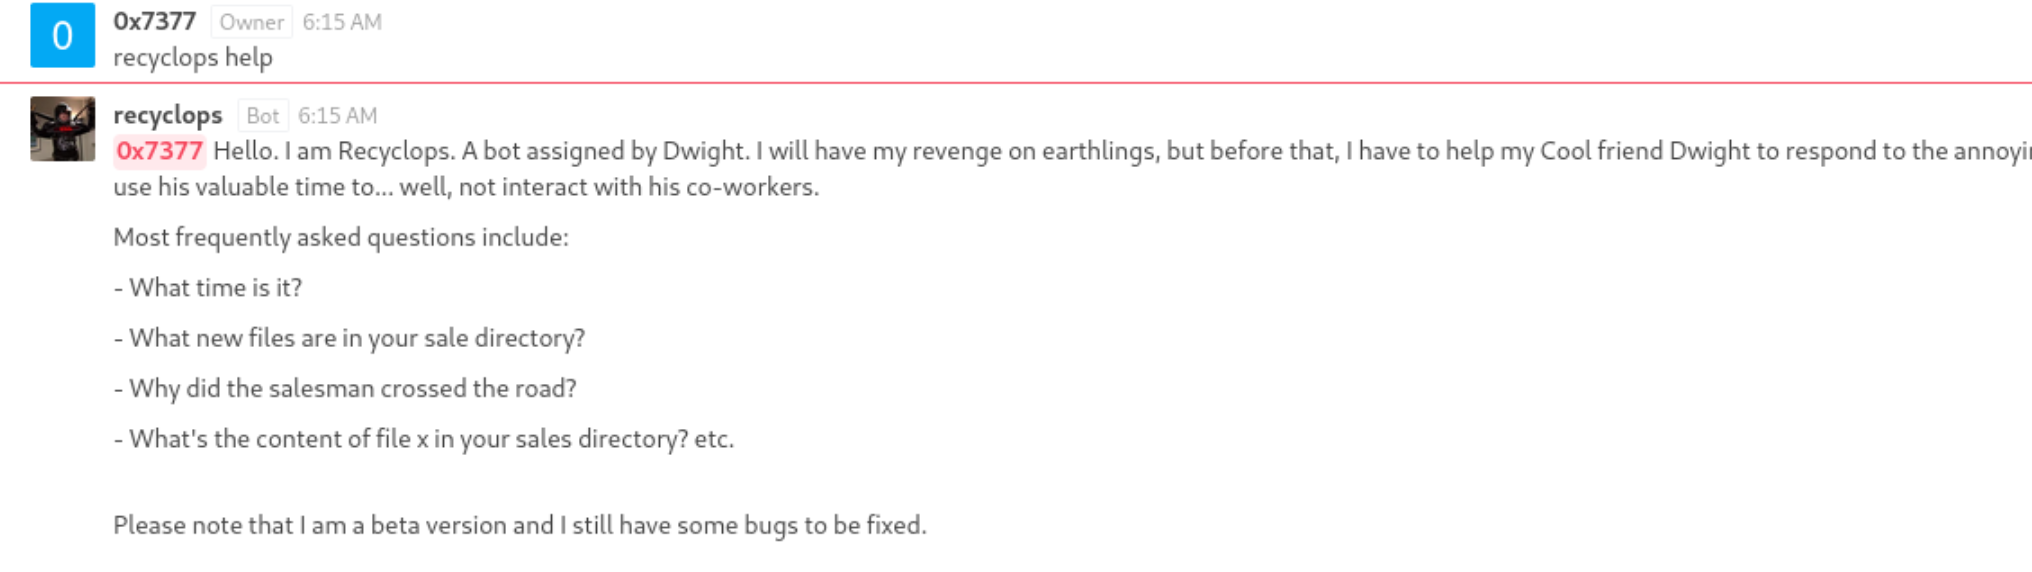 0
0x7377 Owner 6:15 AM
recyclops help
recyclops Bot 6:15 AM
0x7377 Hello. I am Recyclops. A bot assigned by Dwight. I will have my revenge on earthlings, but before that, I have to help my Cool friend Dwight to respond to the
use his valuable time to... well, not interact with his co-workers.
Most frequently asked questions include:
- What time is it?
- What new files are in your sale directory?
- Why did the salesman crossed the road?
- What's the content of file x in your sales directory? etc.
Please note that I am a beta version and I still have some bugs to be fixed.